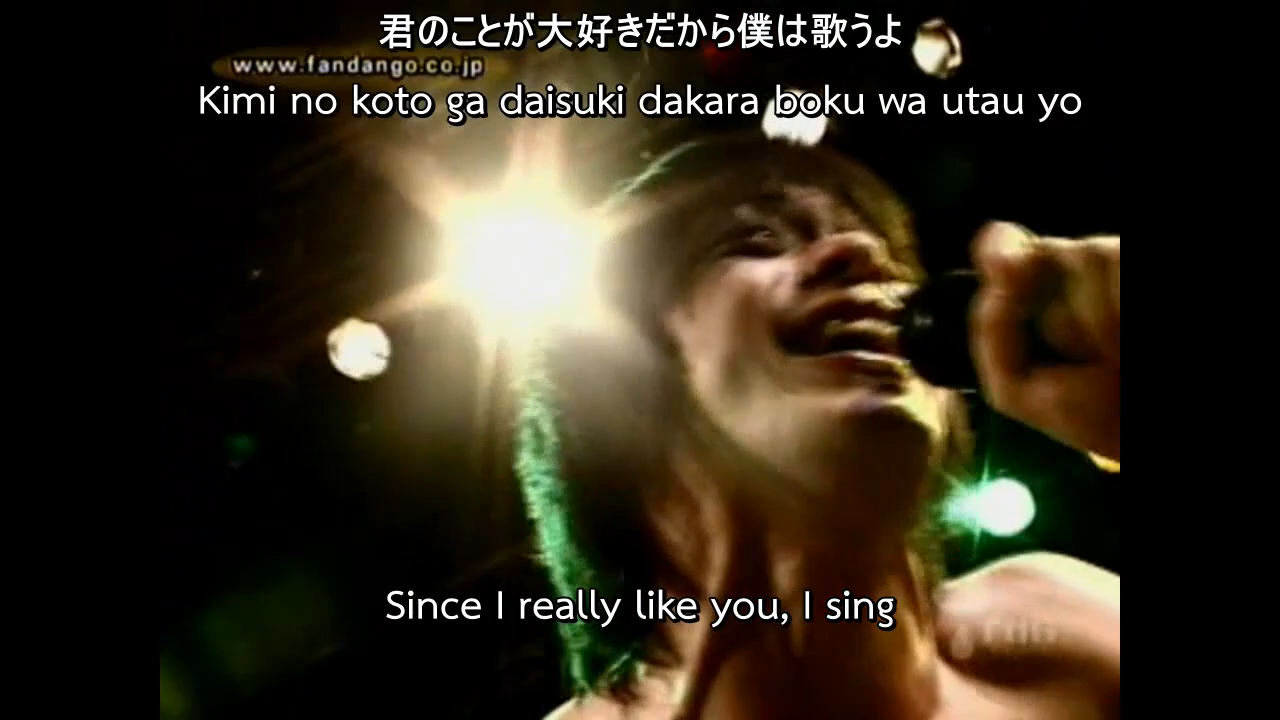 君のことが大好きだから僕は歌うよ
www.fandango.co.jp
Kimi no koto ga daisuki dakara boku wa utau yo
Since I really like you, I sing